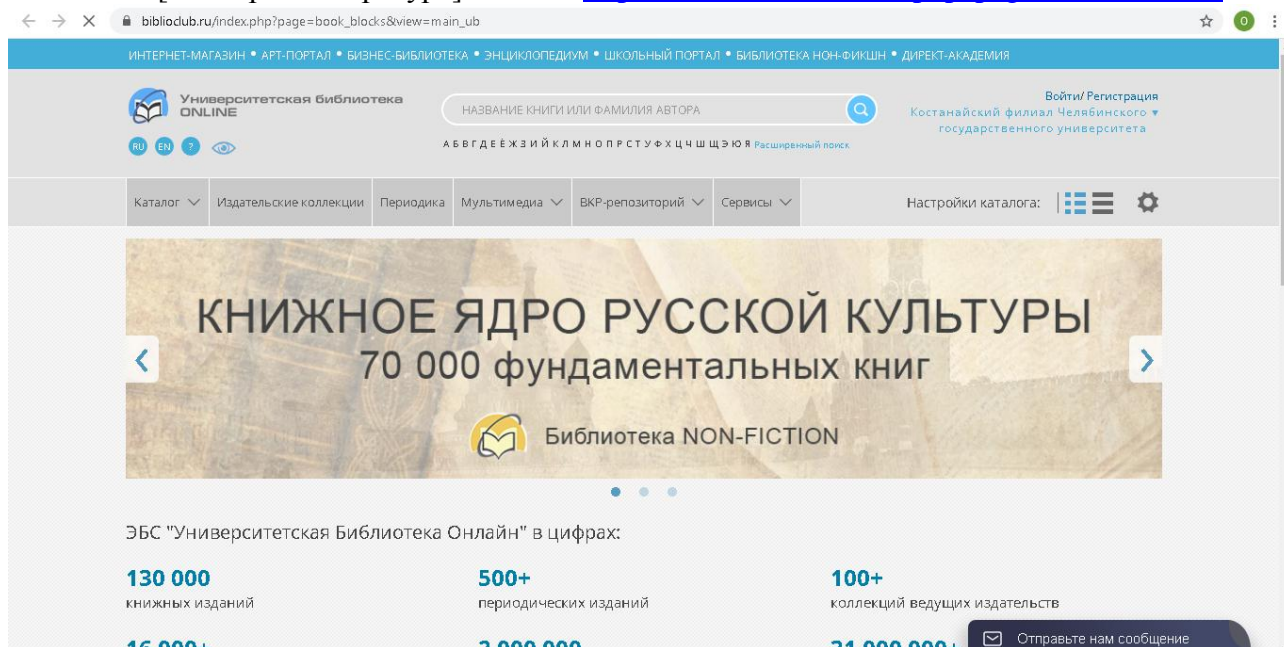 biblioclub.ru/index.php?page=book_blocks&view=main_ub
ИНТЕРНЕТ-МАГАЗИН • АРТ-ПОРТАЛ • БИЗНЕС-БИБЛИОТЕКА • ЭНЦИКЛОПЕДИУМ • ШКОЛЬНЫЙ ПОРТАЛ • БИБЛИОТЕКА НОН-ФИКШН • ДИРЕКТ-АКАДЕМИЯ
Университетская библиотека
ONLINE
НАЗВАНИЕ КНИГИ ИЛИ ФАМИЛИЯ АВТОРА
Войти/ Регистрация
Костанайский филиал Челябинского
государственного университета
RU EN ?
А Б В Г Д Е Ё Ж З И Й К Л М Н О П Р С Т У Ф Х Ц Ч Ш Щ Э Ю Я Расширенный поиск
Каталог Издательские коллекции Периодика Мультимедиа ВКР-репозиторий Сервисы Настройки каталога:
КНИЖНОЕ ЯДРО РУССКОЙ КУЛЬТУРЫ
70 000 фундаментальных книг
Библиотека NON-FICTION
ЭБС "Университетская Библиотека Онлайн" в цифрах:
130 000 500+ 100+
книжных изданий периодических изданий коллекций ведущих издательств
Отправьте нам сообщение